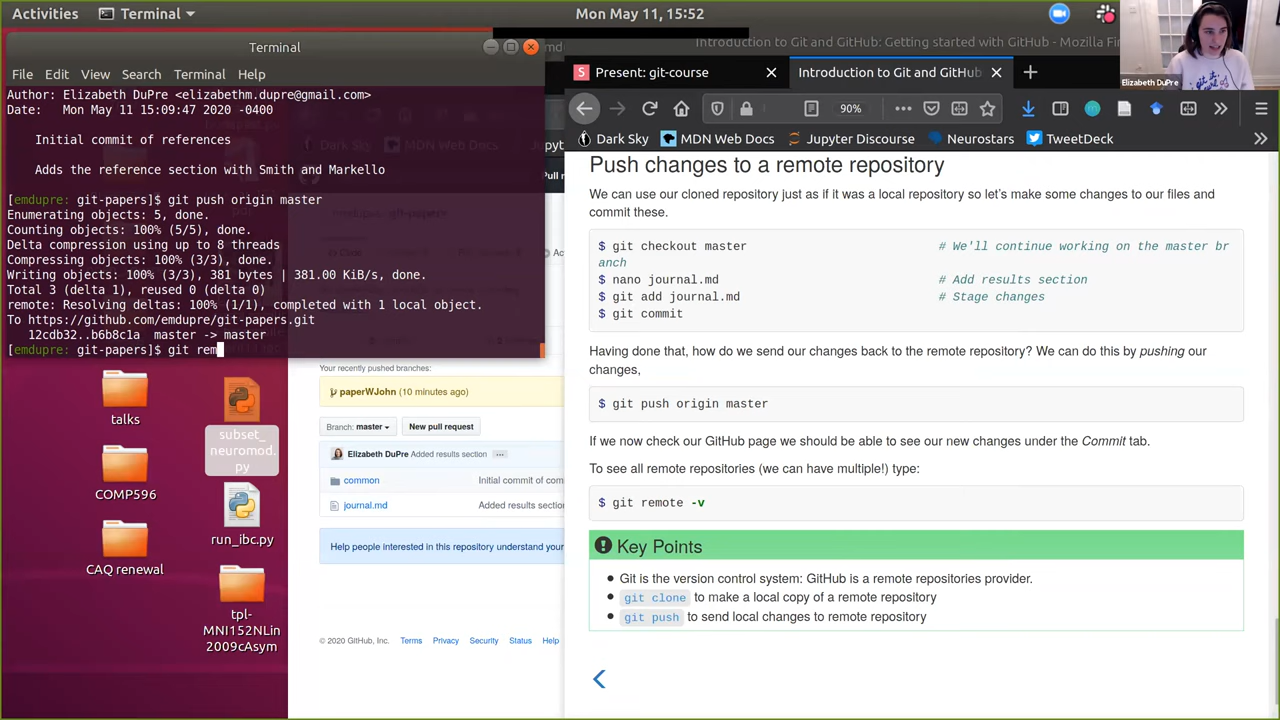 Activities
Terminal
Mon May 11, 15:52
Elizabeth DuPre
Terminal
File Edit View Search Terminal Help
Author: Elizabeth DuPre <elizabethm.dupre@gmail.com>
Date: Mon May 11 15:09:47 2020 -0400
Initial commit of references
Adds the reference section with Smith and Markello
[emdupre: git-papers]$ git push origin master
Enumerating objects: 5, done.
Counting objects: 100% (5/5), done.
Delta compression using up to 8 threads
Compressing objects: 100% (3/3), done.
Writing objects: 100% (3/3), 381 bytes | 381.00 KiB/s, done.
Total 3 (delta 1), reused 0 (delta 0)
remote: Resolving deltas: 100% (1/1), completed with 1 local object.
To https://github.com/emdupre/git-papers.git
12cdb32..b6b8c1a master -> master
[emdupre: git-papers]$ git rem
talks
COMP596
CAQ renewal
subset_
neuromod.
py
run_ibc.py
tpl-
MNI152NLin
2009cAsym
Your recently pushed branches:
paperWJohn (10 minutes ago)
Branch: master
New pull request
Elizabeth DuPre Added results section
common
Initial commit of com
journal.md
Added results section
Help people interested in this repository understand your
© 2020 GitHub, Inc. Terms Privacy Security Status Help
Introduction to Git and GitHub: Getting started with GitHub - Mozilla Fir
Present: git-course
Introduction to Git and GitHub
90%
Dark Sky
MDN Web Docs
Jupyter Discourse
Neurostars
TweetDeck
Push changes to a remote repository
We can use our cloned repository just as if it was a local repository so let’s make some changes to our files and
commit these.
$ git checkout master # We'll continue working on the master br
anch
$ nano journal.md # Add results section
$ git add journal.md # Stage changes
$ git commit
Having done that, how do we send our changes back to the remote repository? We can do this by pushing our
changes,
$ git push origin master
If we now check our GitHub page we should be able to see our new changes under the Commit tab.
To see all remote repositories (we can have multiple!) type:
$ git remote -v
Key Points
Git is the version control system: GitHub is a remote repositories provider.
git clone to make a local copy of a remote repository
git push to send local changes to remote repository